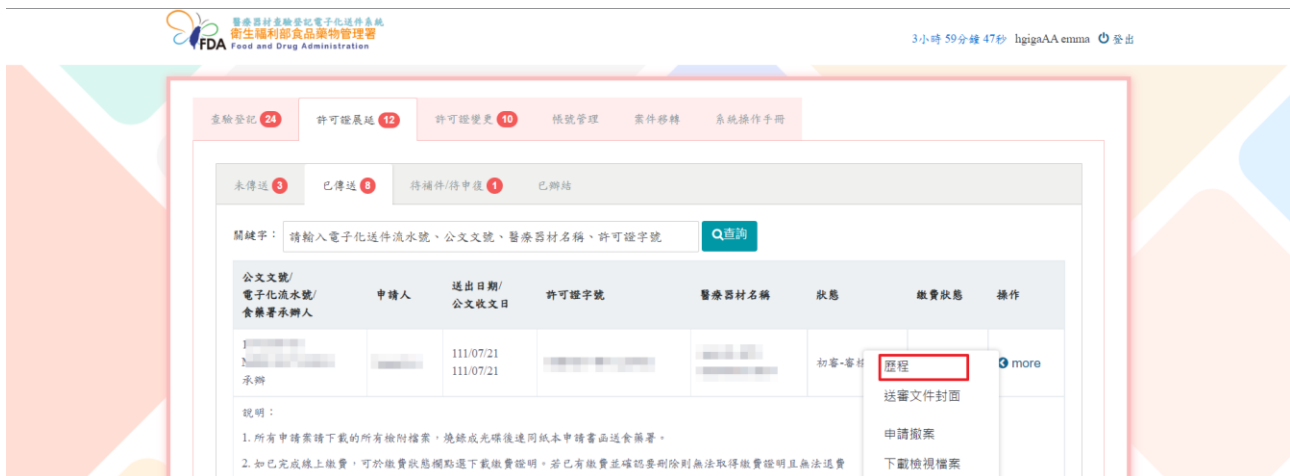 醫療器材查驗登記電子化送件系統
衛生福利部食品藥物管理署
FDA Food and Drug Administration
3小時 59分鐘 47秒 hgigaAA emma 登出
查驗登記 24 許可證展延 12 許可證變更 10 帳號管理 案件移轉 系統操作手冊
未傳送 3 已傳送 8 待補件/待申復 1 已辦結
關鍵字： 請輸入電子化送件流水號、公文文號、醫療器材名稱、許可證字號 查詢
公文文號/
電子化流水號/
食藥署承辦人
申請人
送出日期/
公文收文日
許可證字號
醫療器材名稱
狀態
繳費狀態
操作
承辦
111/07/21
111/07/21
初審-審
more
歷程
送審文件封面
申請撤案
下載檢視檔案
說明：
1. 所有申請案請下載的所有檢附檔案，燒錄成光碟後連同紙本申請書函送食藥署。
2. 如已完成線上繳費，可於繳費狀態欄點選下載繳費證明。若已有繳費並確認要刪除則無法取得繳費證明且無法退費